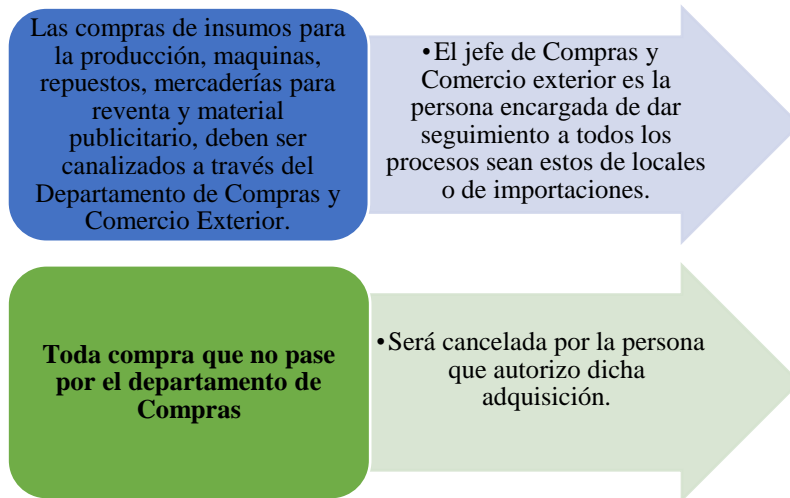 Las compras de insumos para
la producción, maquinas,
repuestos, mercaderías para
reventa y material
publicitario, deben ser
canalizados a través del
Departamento de Compras y
Comercio Exterior.
•El jefe de Compras y
Comercio exterior es la
persona encargada de dar
seguimiento a todos los
procesos sean estos de locales
o de importaciones.
Toda compra que no pase
por el departamento de
Compras
•Será cancelada por la persona
que autorizo dicha
adquisición.